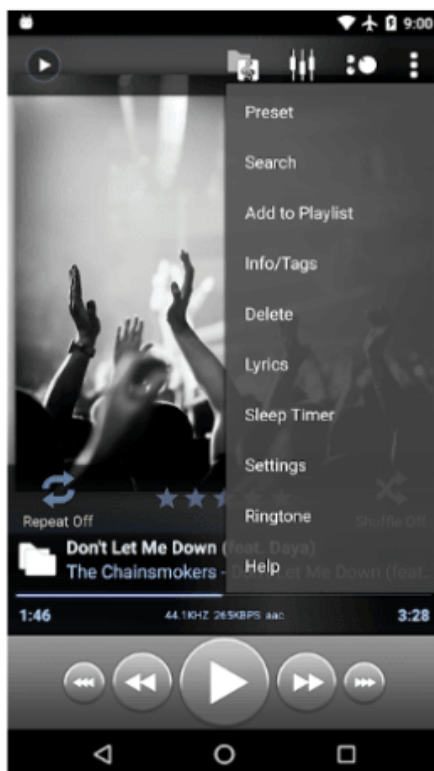 9:00
Preset
Search
Add to Playlist
Info/Tags
Delete
Lyrics
Sleep Timer
Settings
Ringtone
Help
Repeat Off
Shuffle Off
Don't Let Me Down (feat. Daya)
The Chainsmokers - Don't Let Me Down (feat.
1:46
44.1KHZ 265KBPS aac
3:28